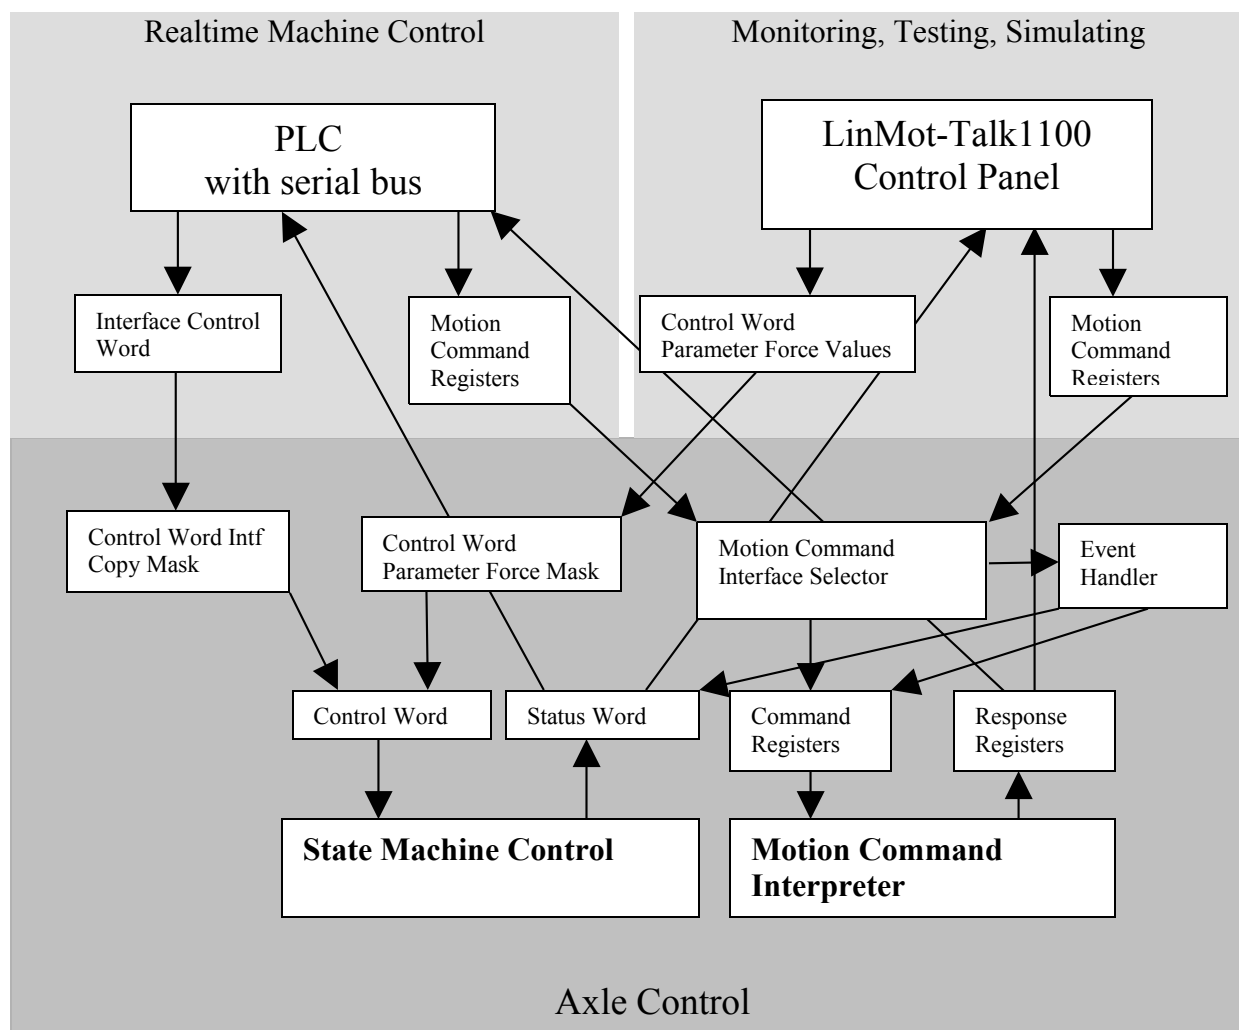 Realtime Machine Control
Monitoring, Testing, Simulating
PLC
with serial bus
LinMot-Talk1100
Control Panel
Interface Control
Word
Motion
Command
Registers
Control Word
Parameter Force Values
Motion
Command
Registers
Control Word Intf
Copy Mask
Control Word
Parameter Force Mask
Motion Command
Interface Selector
Event
Handler
Control Word
Status Word
Command
Registers
Response
Registers
State Machine Control
Motion Command
Interpreter
Axle Control